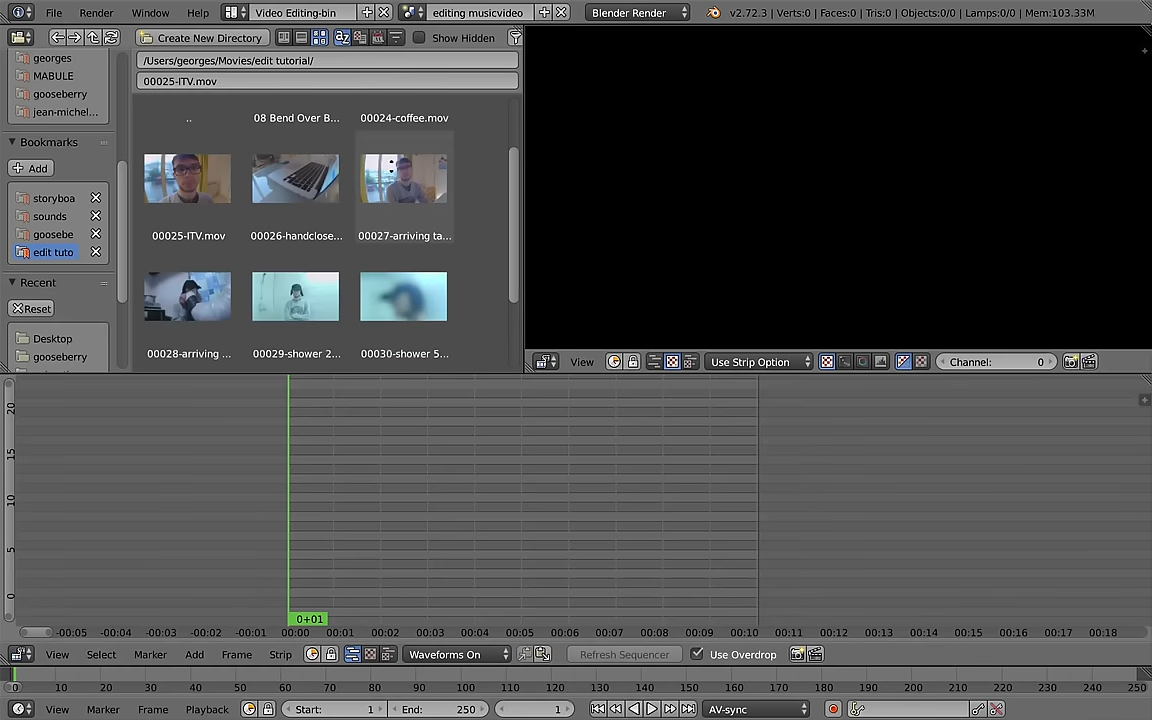 File Render Window Help Video Editing-bin editing musicvideo Blender Render v2.72.3 | Verts:0 | Faces:0 | Tris:0 | Objects:0/0 | Lamps:0/0 | Mem:103.33M
Create New Directory Show Hidden
georges
MABULE
gooseberry
jean-michel...
Bookmarks
Add
storyboa
sounds
goosebe
edit tuto
Recent
Reset
Desktop
gooseberry
/Users/georges/Movies/edit tutorial/
00025-ITV.mov
.. 08 Bend Over B... 00024-coffee.mov
00025-ITV.mov 00026-handclose... 00027-arriving ta...
00028-arriving ... 00029-shower 2... 00030-shower 5...
View Use Strip Option Channel: 0
20
15
10
5
0
0+01
-00:05 -00:04 -00:03 -00:02 -00:01 00:00 00:01 00:02 00:03 00:04 00:05 00:06 00:07 00:08 00:09 00:10 00:11 00:12 00:13 00:14 00:15 00:16 00:17 00:18
View Select Marker Add Frame Strip Waveforms On Refresh Sequencer Use Overdrop
0 10 20 30 40 50 60 70 80 90 100 110 120 130 140 150 160 170 180 190 200 210 220 230 240 250
View Marker Frame Playback Start: 1 End: 250 1 AV-sync